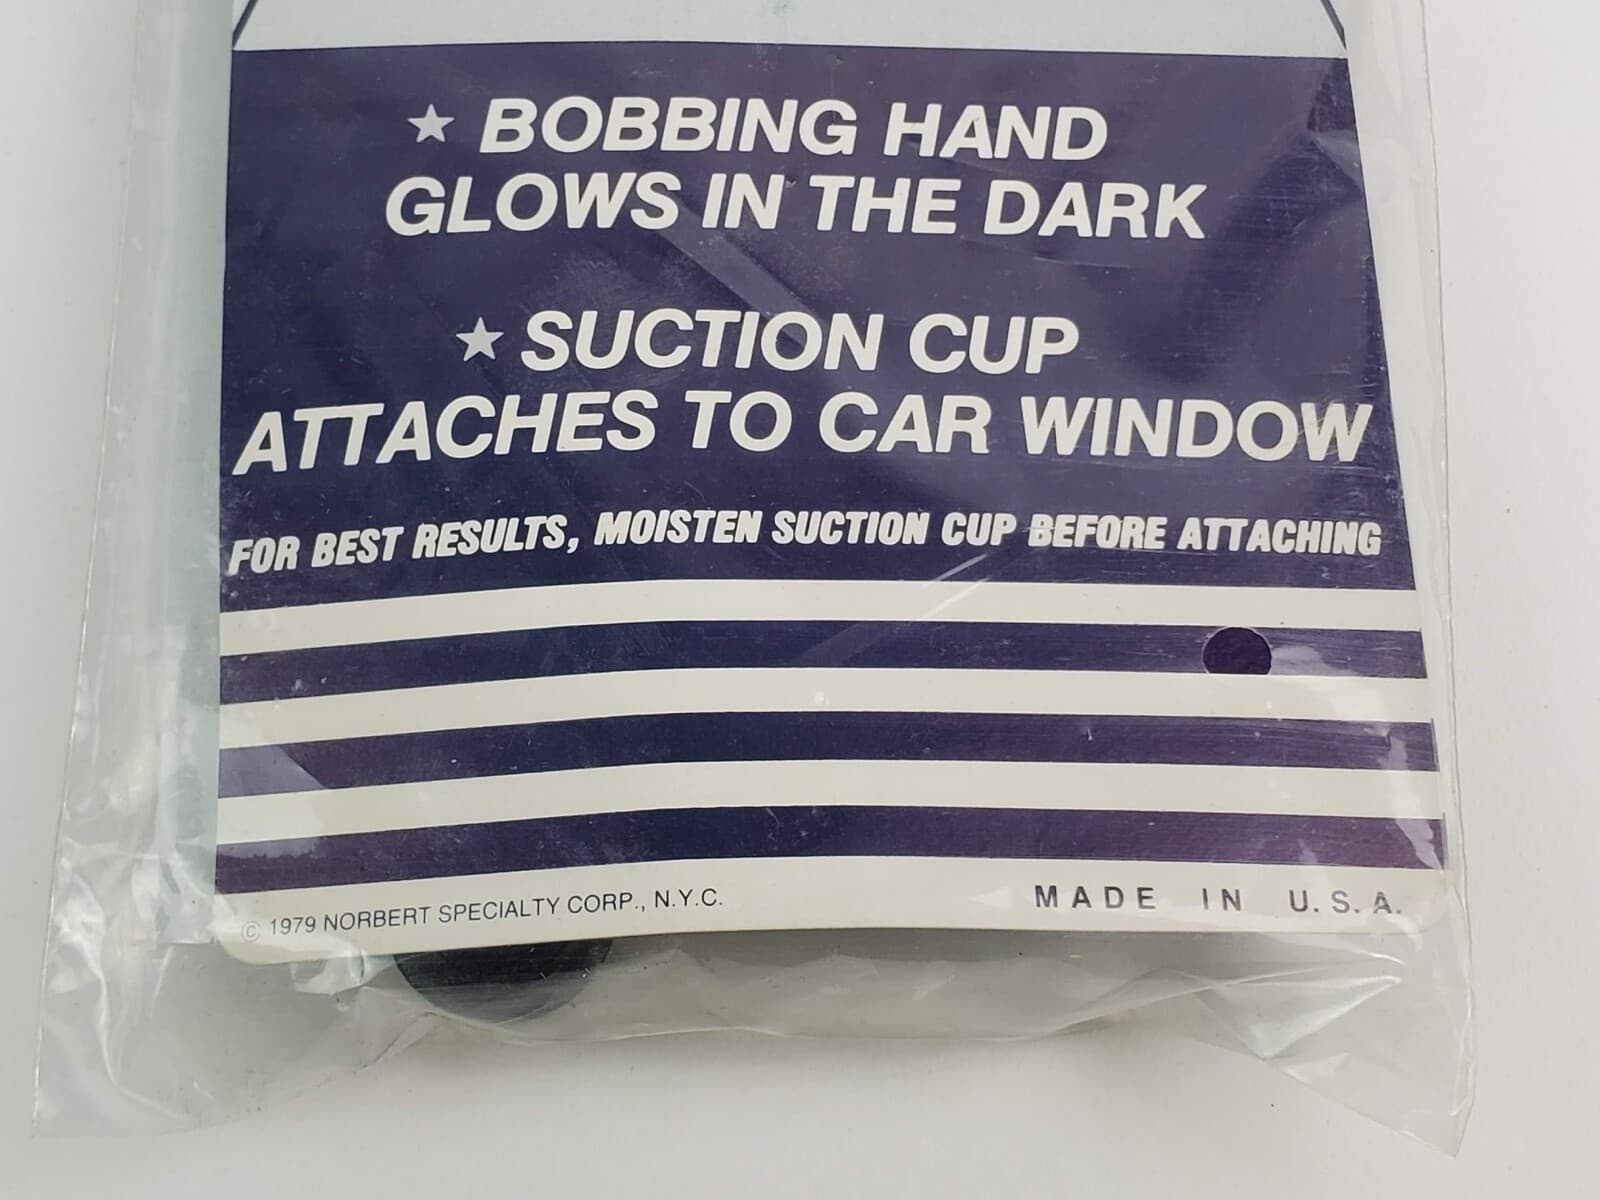 ★ BOBBING HAND
GLOWS IN THE DARK
★ SUCTION CUP
ATTACHES TO CAR WINDOW
FOR BEST RESULTS, MOISTEN SUCTION CUP BEFORE ATTACHING
© 1979 NORBERT SPECIALTY CORP., N.Y.C.
MADE IN U.S.A.